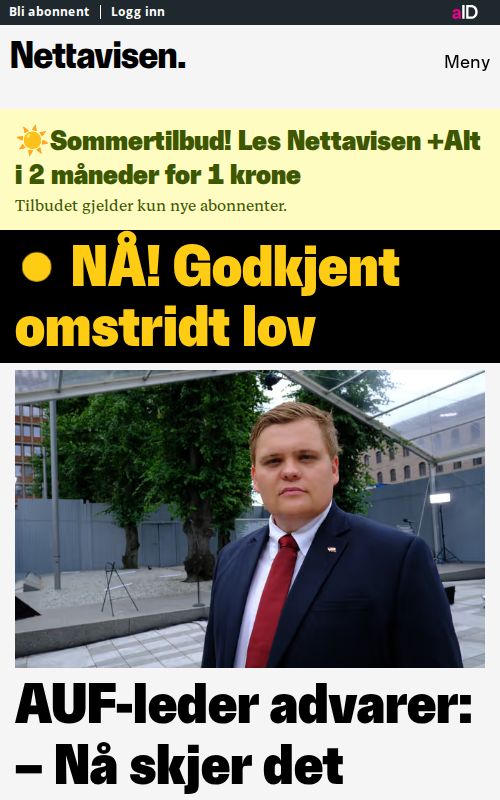 Bli abonnent | Logg inn
aID
Nettavisen.
Meny
☀️Sommertilbud! Les Nettavisen +Alt
i 2 måneder for 1 krone
Tilbudet gjelder kun nye abonnenter.
NÅ! Godkjent
omstridt lov
AUF-leder advarer:
– Nå skjer det